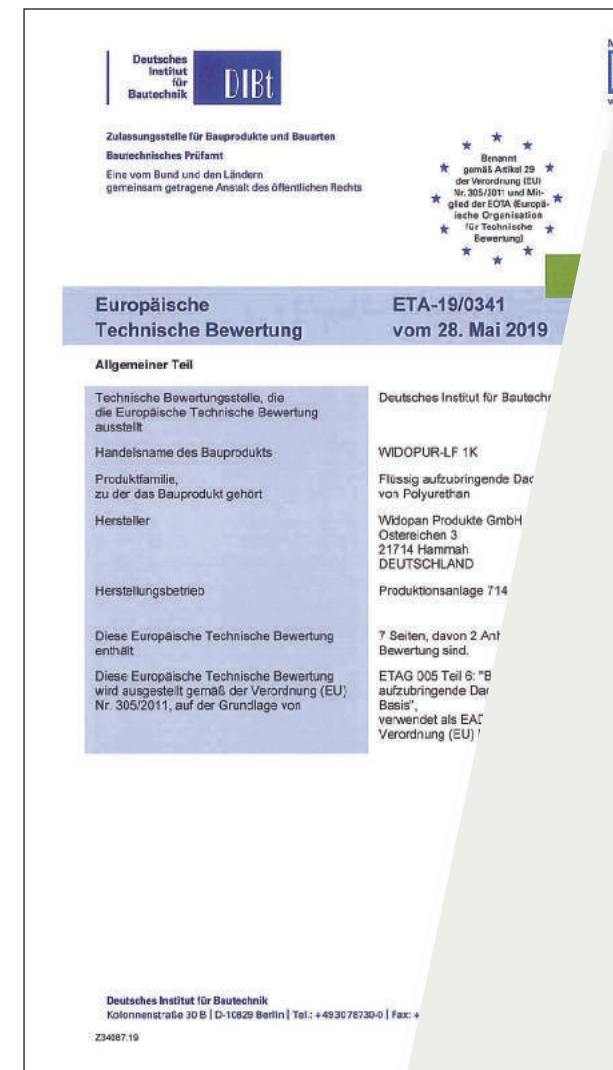 Deutsches
Institut
für
Bautechnik
DIBt
Zulassungsstelle für Bauprodukte und Bauarten
Bautechnisches Prüfamt
Eine vom Bund und den Ländern
gemeinsam getragene Anstalt des öffentlichen Rechts
Benannt
gemäß Artikel 29
der Verordnung (EU)
Nr. 305/2011 und Mit-
glied der EOTA (Europä-
ische Organisation
für Technische
Bewertung)
Europäische
Technische Bewertung
ETA-19/0341
vom 28. Mai 2019
Allgemeiner Teil
Technische Bewertungsstelle, die
die Europäische Technische Bewertung
ausstellt
Deutsches Institut für Bautechn
Handelsname des Bauprodukts
WIDOPUR-LF 1K
Produktfamilie,
zu der das Bauprodukt gehört
Flüssig aufzubringende Dac
von Polyurethan
Hersteller
Widopan Produkte GmbH
Ostereichen 3
21714 Hammah
DEUTSCHLAND
Herstellungsbetrieb
Produktionsanlage 714
Diese Europäische Technische Bewertung
enthält
7 Seiten, davon 2 Anh
Bewertung sind.
Diese Europäische Technische Bewertung
wird ausgestellt gemäß der Verordnung (EU)
Nr. 305/2011, auf der Grundlage von
ETAG 005 Teil 6: "B
aufzubringende Dac
Basis",
verwendet als EAD
Verordnung (EU)
Deutsches Institut für Bautechnik
Kolonnenstraße 30 B | D-10829 Berlin | Tel.: +493078730-0 | Fax: +
Z34087.19